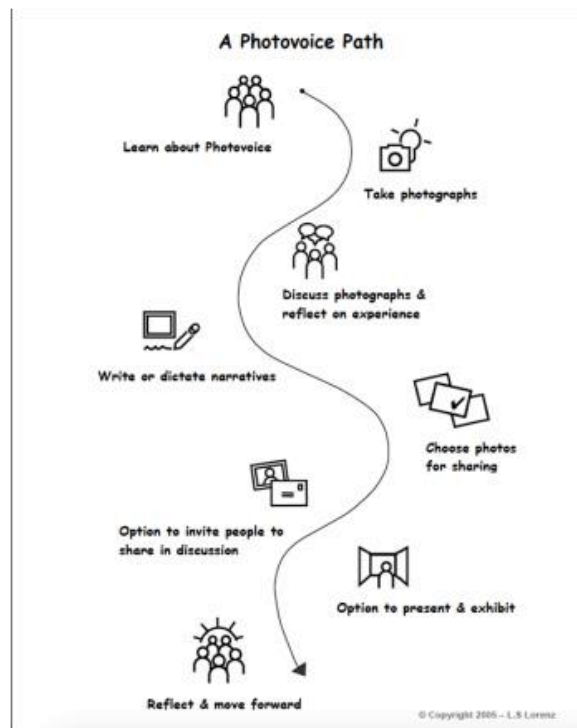 A Photovoice Path
Learn about Photovoice
Take photographs
Discuss photographs &
reflect on experience
Write or dictate narratives
Choose photos
for sharing
Option to invite people to
share in discussion
Option to present & exhibit
Reflect & move forward
© Copyright 2005 – L.S Lorenz